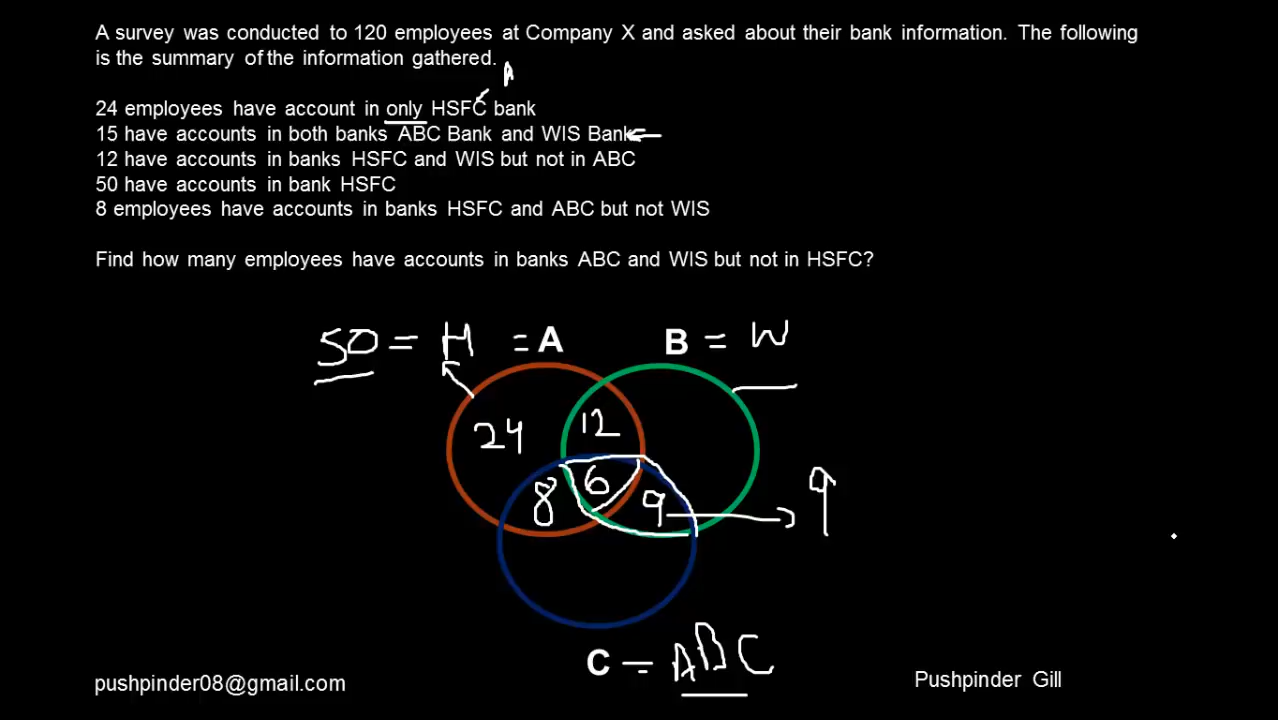 A survey was conducted to 120 employees at Company X and asked about their bank information. The following
is the summary of the information gathered.
A
24 employees have account in only HSFC bank
15 have accounts in both banks ABC Bank and WIS Bank
12 have accounts in banks HSFC and WIS but not in ABC
50 have accounts in bank HSFC
8 employees have accounts in banks HSFC and ABC but not WIS
Find how many employees have accounts in banks ABC and WIS but not in HSFC?
50 = H = A B = W
24 12
8 6 9 9
C = ABC
pushpinder08@gmail.com Pushpinder Gill